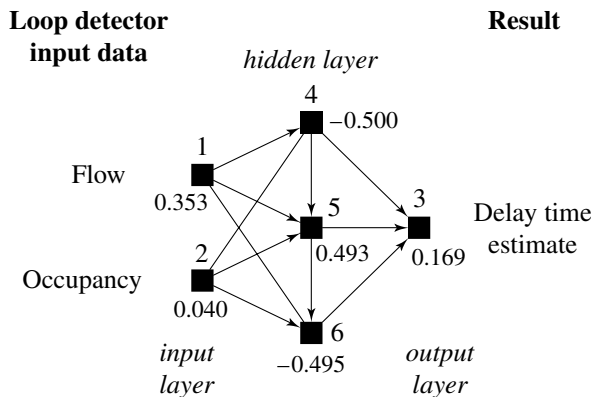 Loop detector
input data
Result
hidden layer
4
−0.500
1
Flow
0.353
5
3
0.493
Delay time
estimate
0.169
2
Occupancy
0.040
6
−0.495
input
layer
output
layer